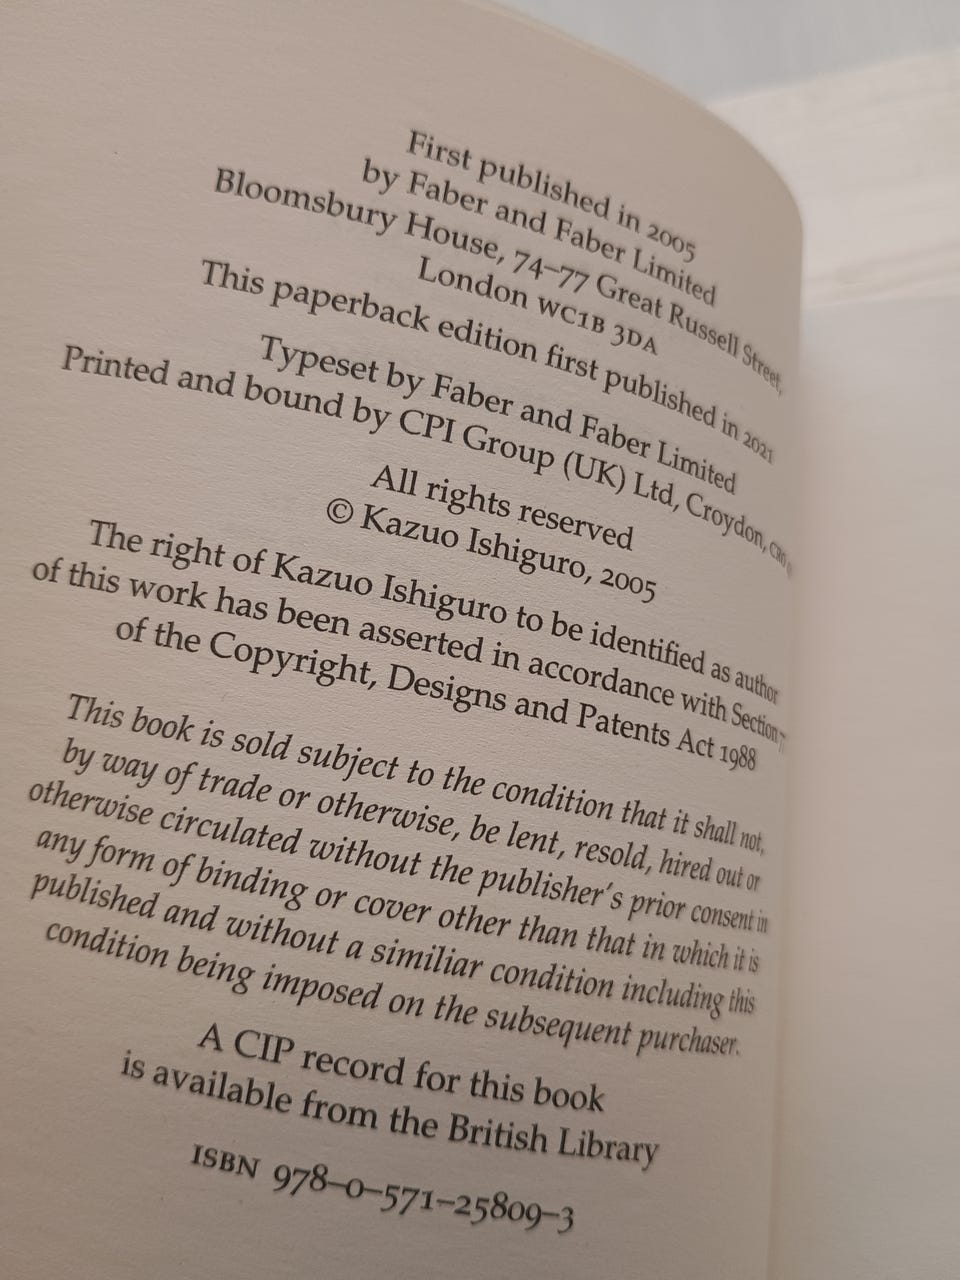 First published in 2005
by Faber and Faber Limited
Bloomsbury House, 74–77 Great Russell Street,
London WC1B 3DA
This paperback edition first published in 2021
Typeset by Faber and Faber Limited
Printed and bound by CPI Group (UK) Ltd, Croydon, CR0
All rights reserved
© Kazuo Ishiguro, 2005
The right of Kazuo Ishiguro to be identified as author
of this work has been asserted in accordance with Section
of the Copyright, Designs and Patents Act 1988
This book is sold subject to the condition that it shall not,
by way of trade or otherwise, be lent, resold, hired out or
otherwise circulated without the publisher's prior consent in
any form of binding or cover other than that in which it is
published and without a similiar condition including this
condition being imposed on the subsequent purchaser.
A CIP record for this book
is available from the British Library
ISBN 978–0–571–25809–3